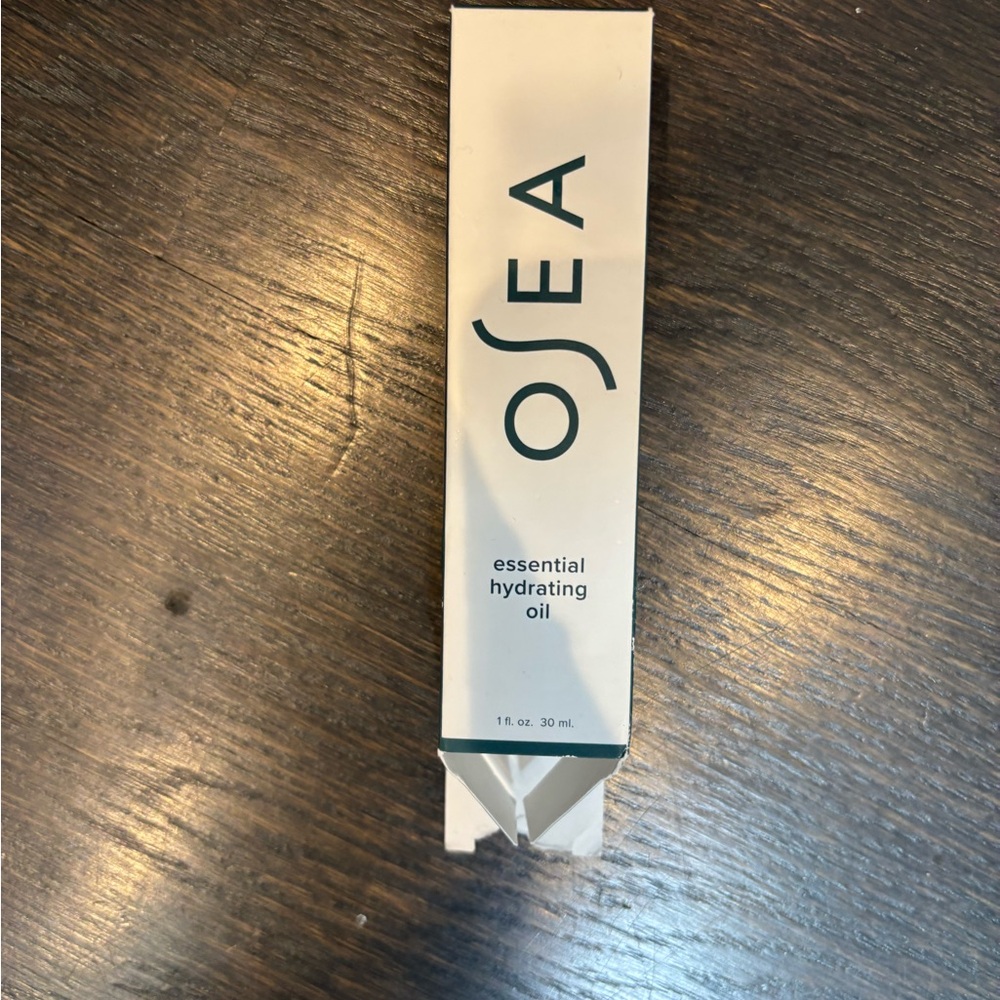 OSEA
essential
hydrating
oil
1 fl. oz. 30 ml.